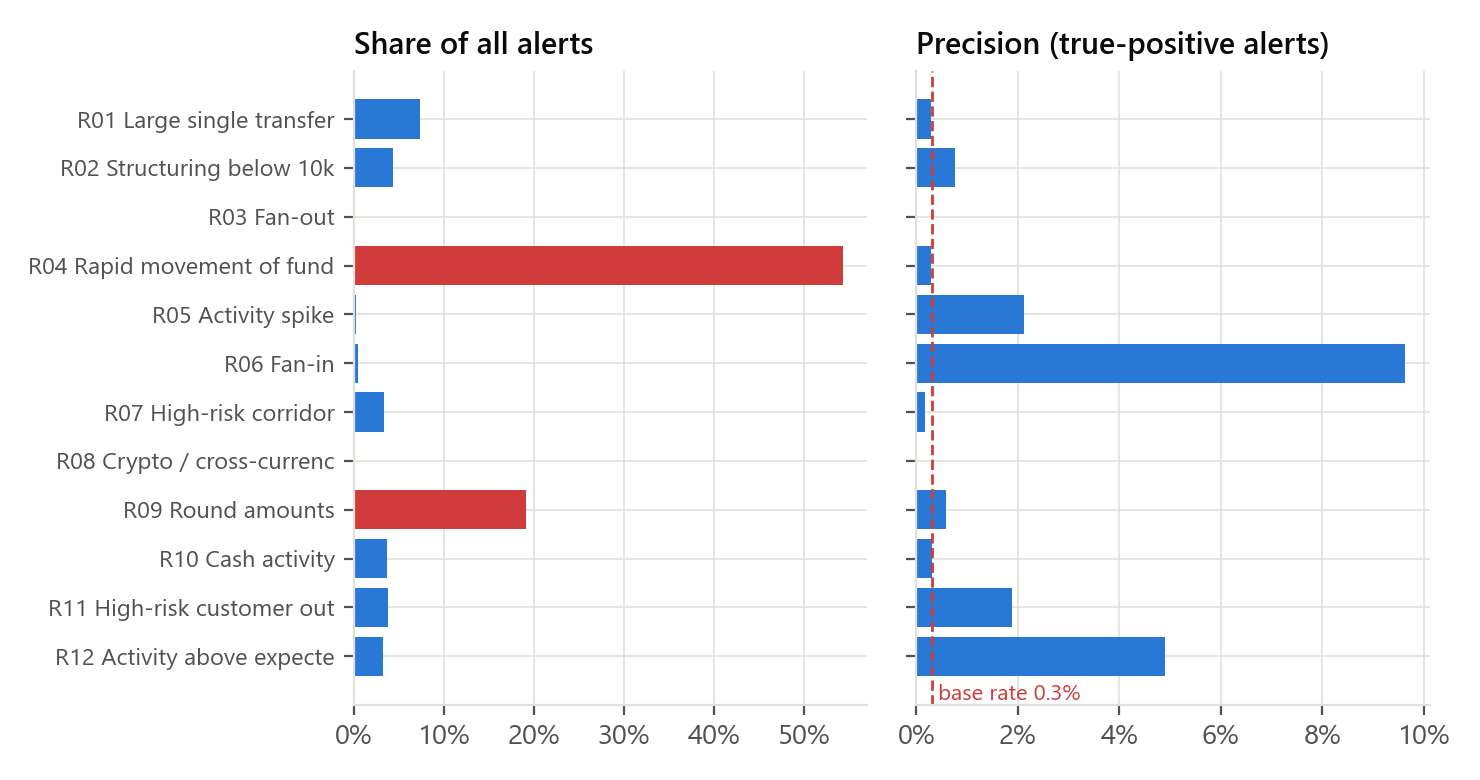 Share of all alerts
Precision (true-positive alerts)
R01 Large single transfer
R02 Structuring below 10k
R03 Fan-out
R04 Rapid movement of fund
R05 Activity spike
R06 Fan-in
R07 High-risk corridor
R08 Crypto / cross-currenc
R09 Round amounts
R10 Cash activity
R11 High-risk customer out
R12 Activity above expecte
base rate 0.3%
0% 10% 20% 30% 40% 50%
0% 2% 4% 6% 8% 10%